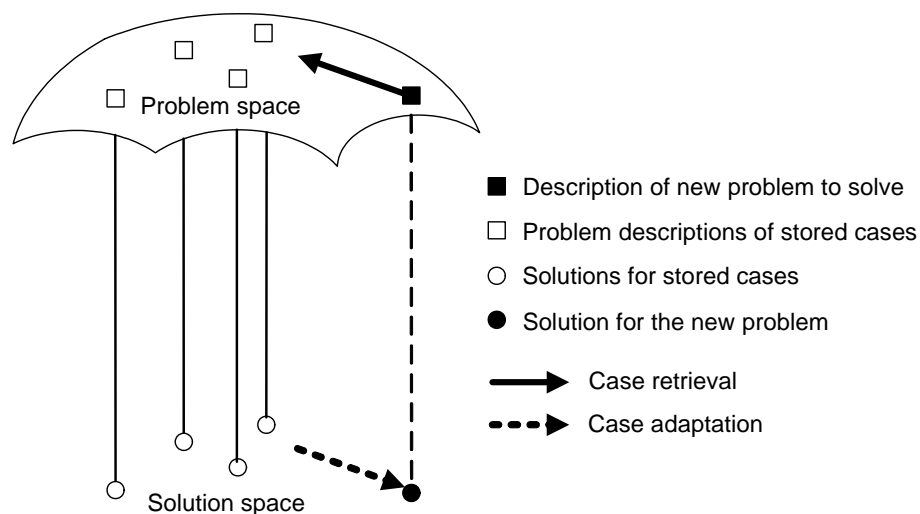 Problem space
Description of new problem to solve
Problem descriptions of stored cases
Solutions for stored cases
Solution for the new problem
Case retrieval
Case adaptation
Solution space